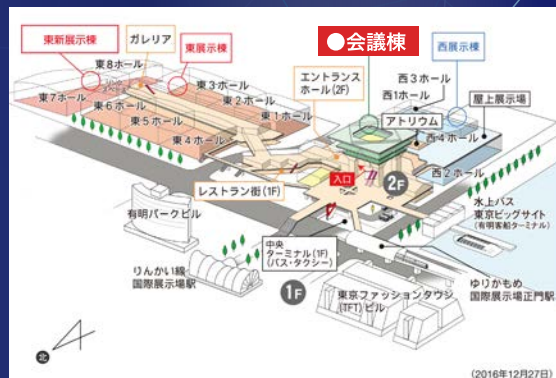 東新展示棟
ガレリア
東展示棟
●会議棟
西展示棟
東8ホール
東7ホール
東6ホール
東5ホール
東4ホール
東3ホール
東2ホール
東1ホール
エントランス
ホール(2F)
西3ホール
西1ホール
屋上展示場
アトリウム
西4ホール
西2ホール
入口
2F
レストラン街(1F)
有明パークビル
水上バス
東京ビッグサイト
(有明客船ターミナル)
中央
ターミナル(1F)
(バス・タクシー)
りんかい線
国際展示場駅
1F
東京ファッションタウン
(TFT)ビル
ゆりかもめ
国際展示場正門駅
北
(2016年12月27日)